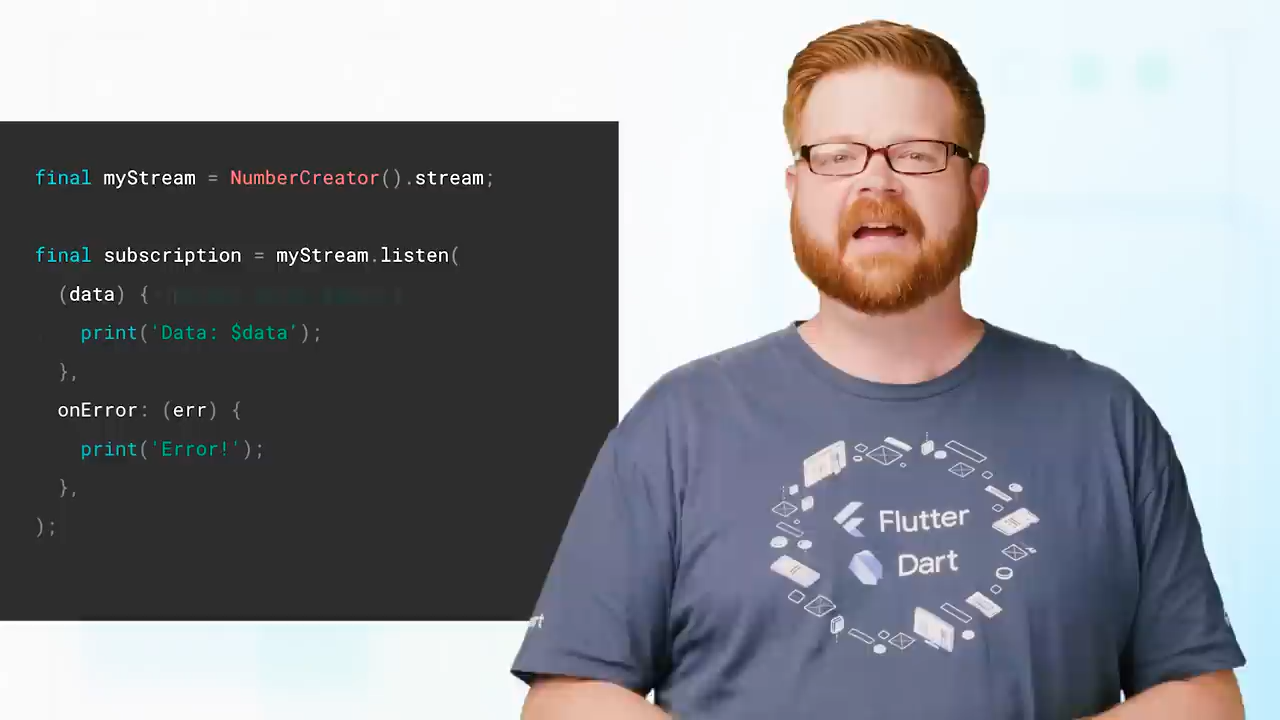 final myStream = NumberCreator().stream;
final subscription = myStream.listen(
(data) {
print('Data: $data');
},
onError: (err) {
print('Error!');
},
);
Flutter
Dart